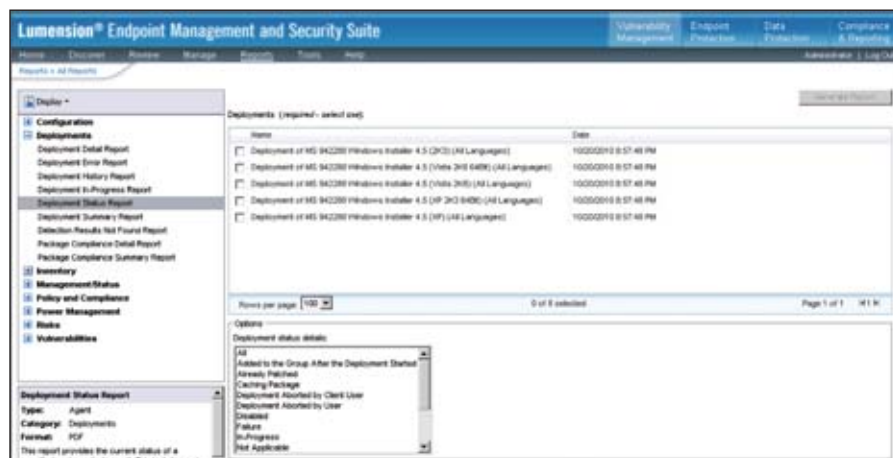 Lumension® Endpoint Management and Security Suite
Vulnerability Management
Endpoint Protection
Data Protection
Compliance & Reporting
Home Discover Review Manage Reports Tools Help
Administrator | Log Out
Reports > All Reports
Display
Generate Report
Configuration
Deployments
Deployment Detail Report
Deployment Error Report
Deployment History Report
Deployment In-Progress Report
Deployment Status Report
Deployment Summary Report
Detection Results Not Found Report
Package Compliance Detail Report
Package Compliance Summary Report
Inventory
Management/Status
Policy and Compliance
Power Management
Risks
Vulnerabilities
Deployments: (required - select one)
Name Date
Deployment of MS 942288 Windows Installer 4.5 (2K3) (All Languages) 10/20/2010 8:57:48 PM
Deployment of MS 942288 Windows Installer 4.5 (Vista 2K8 64Bit) (All Languages) 10/20/2010 8:57:48 PM
Deployment of MS 942288 Windows Installer 4.5 (Vista 2K8) (All Languages) 10/20/2010 8:57:48 PM
Deployment of MS 942288 Windows Installer 4.5 (XP 2K3 64Bit) (All Languages) 10/20/2010 8:57:48 PM
Deployment of MS 942288 Windows Installer 4.5 (XP) (All Languages) 10/20/2010 8:57:48 PM
Rows per page: 100
0 of 5 selected
Page 1 of 1
1
Options
Deployment status details:
All
Added to the Group After the Deployment Started
Already Patched
Caching Package
Deployment Aborted by Client User
Deployment Aborted by User
Disabled
Failure
In-Progress
Not Applicable
Deployment Status Report
Type: Agent
Category: Deployments
Format: PDF
This report provides the current status of a